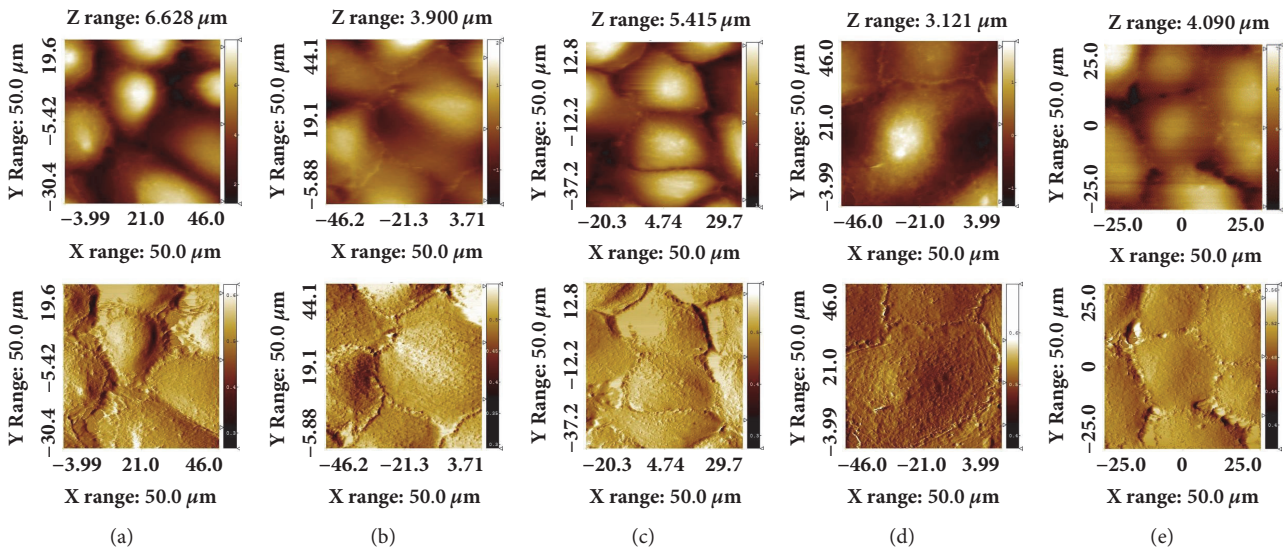 Z range: 6.628 μm
Z range: 3.900 μm
Z range: 5.415 μm
Z range: 3.121 μm
Z range: 4.090 μm
Y Range: 50.0 μm
19.6
−5.42
−30.4
Y Range: 50.0 μm
44.1
19.1
−5.88
Y Range: 50.0 μm
12.8
−12.2
−37.2
Y Range: 50.0 μm
46.0
21.0
−3.99
Y Range: 50.0 μm
25.0
0
−25.0
−3.99 21.0 46.0
−46.2 −21.3 3.71
−20.3 4.74 29.7
−46.0 −21.0 3.99
−25.0 0 25.0
X range: 50.0 μm
X range: 50.0 μm
X range: 50.0 μm
X range: 50.0 μm
X range: 50.0 μm
Y Range: 50.0 μm
19.6
−5.42
−30.4
Y Range: 50.0 μm
44.1
19.1
−5.88
Y Range: 50.0 μm
12.8
−12.2
−37.2
Y Range: 50.0 μm
46.0
21.0
−3.99
Y Range: 50.0 μm
25.0
0
−25.0
−3.99 21.0 46.0
−46.2 −21.3 3.71
−20.3 4.74 29.7
−46.0 −21.0 3.99
−25.0 0 25.0
X range: 50.0 μm
X range: 50.0 μm
X range: 50.0 μm
X range: 50.0 μm
X range: 50.0 μm
(a)
(b)
(c)
(d)
(e)